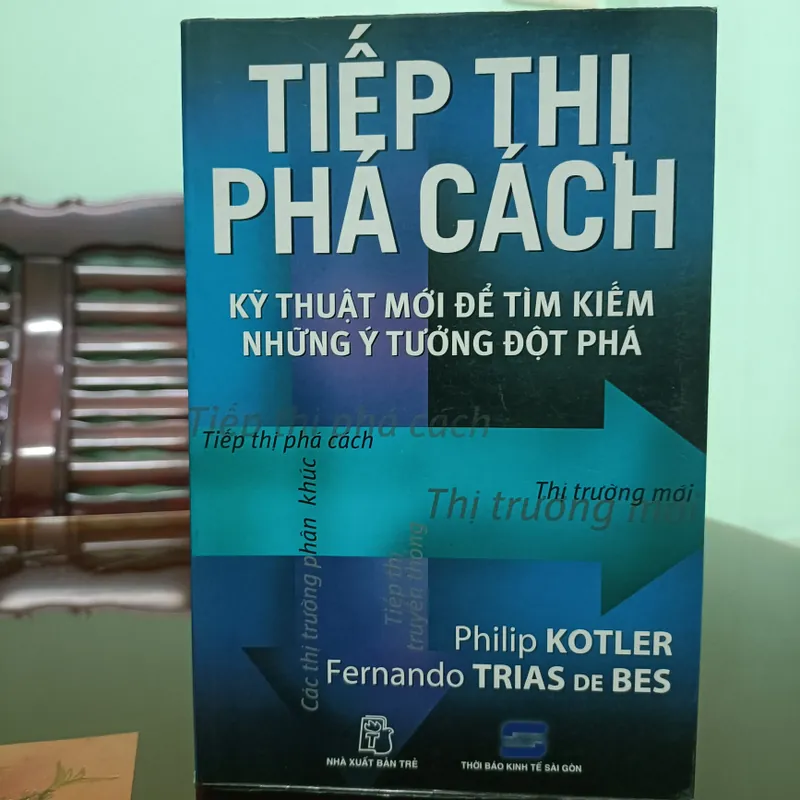 TIẾP THỊ
PHÁ CÁCH
KỸ THUẬT MỚI ĐỂ TÌM KIẾM
NHỮNG Ý TƯỞNG ĐỘT PHÁ
Tiếp thị phá cách
Tiếp thị phá cách
Thị trường mới
Thị trường mới
Các thị trường phân khúc
Tiếp thị
truyền thống
Philip KOTLER
Fernando TRIAS DE BES
T
NHÀ XUẤT BẢN TRẺ
THỜI BÁO KINH TẾ SÀI GÒN